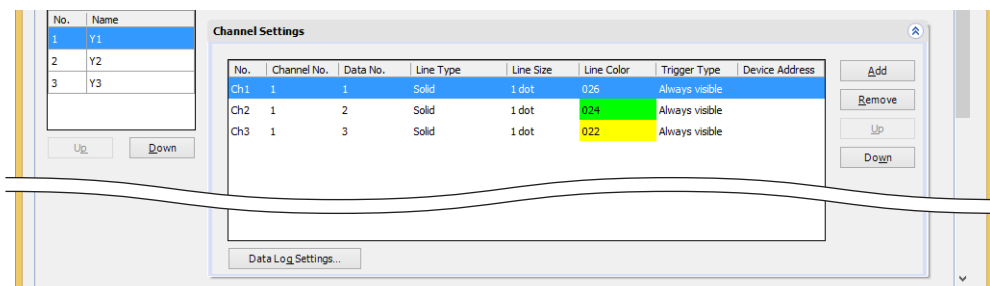 No. Name
1 Y1
2 Y2
3 Y3
Up Down
Channel Settings
No. Channel No. Data No. Line Type Line Size Line Color Trigger Type Device Address
Ch1 1 1 Solid 1 dot 026 Always visible
Ch2 1 2 Solid 1 dot 024 Always visible
Ch3 1 3 Solid 1 dot 022 Always visible
Add
Remove
Up
Down
Data Log Settings...